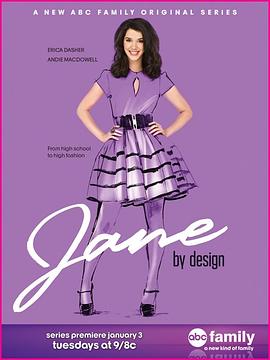 A NEW ABC FAMILY ORIGINAL SERIES
ERICA DASHER
ANDIE MACDOWELL
From high school
to high fashion
Jane
by design
series premiere january 3
tuesdays at 9/8c
abc family
a new kind of family